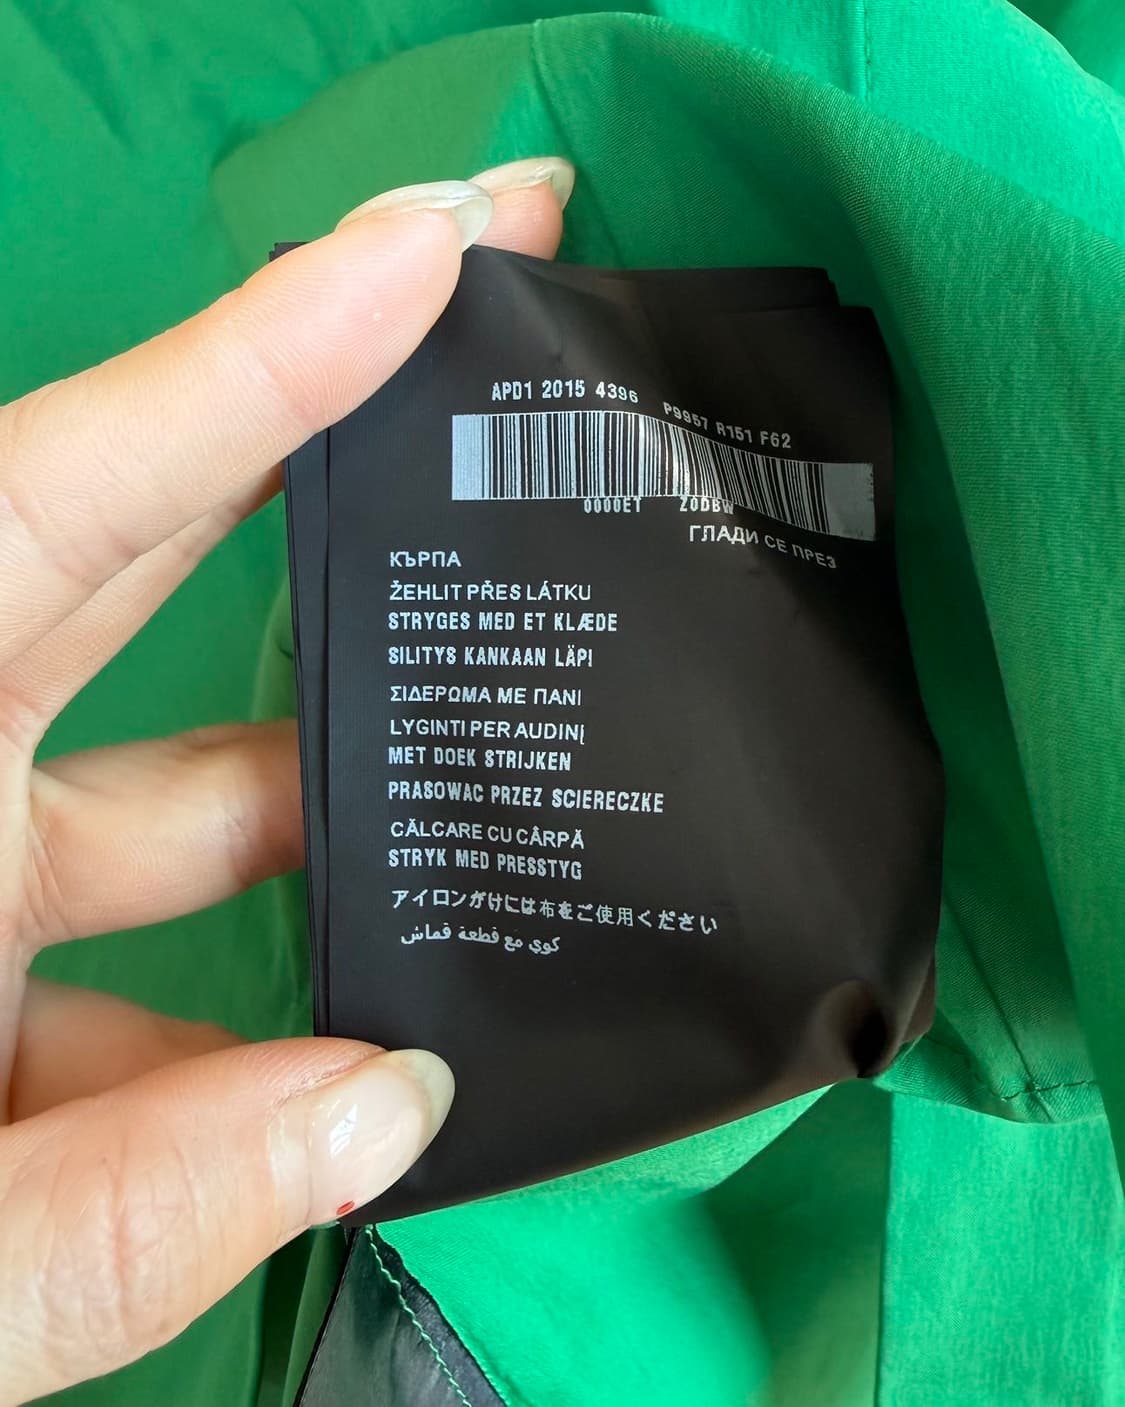 APD1 2015 4396 P9957 R151 F62
0000ET Z0DBW
ГЛАДИ СЕ ПРЕЗ
КЪРПА
ŽEHLIT PŘES LÁTKU
STRYGES MED ET KLÆDE
SILITYS KANKAAN LÄPI
ΣΙΔΕΡΩΜΑ ΜΕ ΠΑΝΙ
LYGINTI PER AUDINĮ
MET DOEK STRIJKEN
PRASOWAC PRZEZ SCIERECZKE
CĂLCARE CU CÂRPĂ
STRYK MED PRESSTYG
アイロンがけには布をご使用ください
كوي مع قطعة قماش